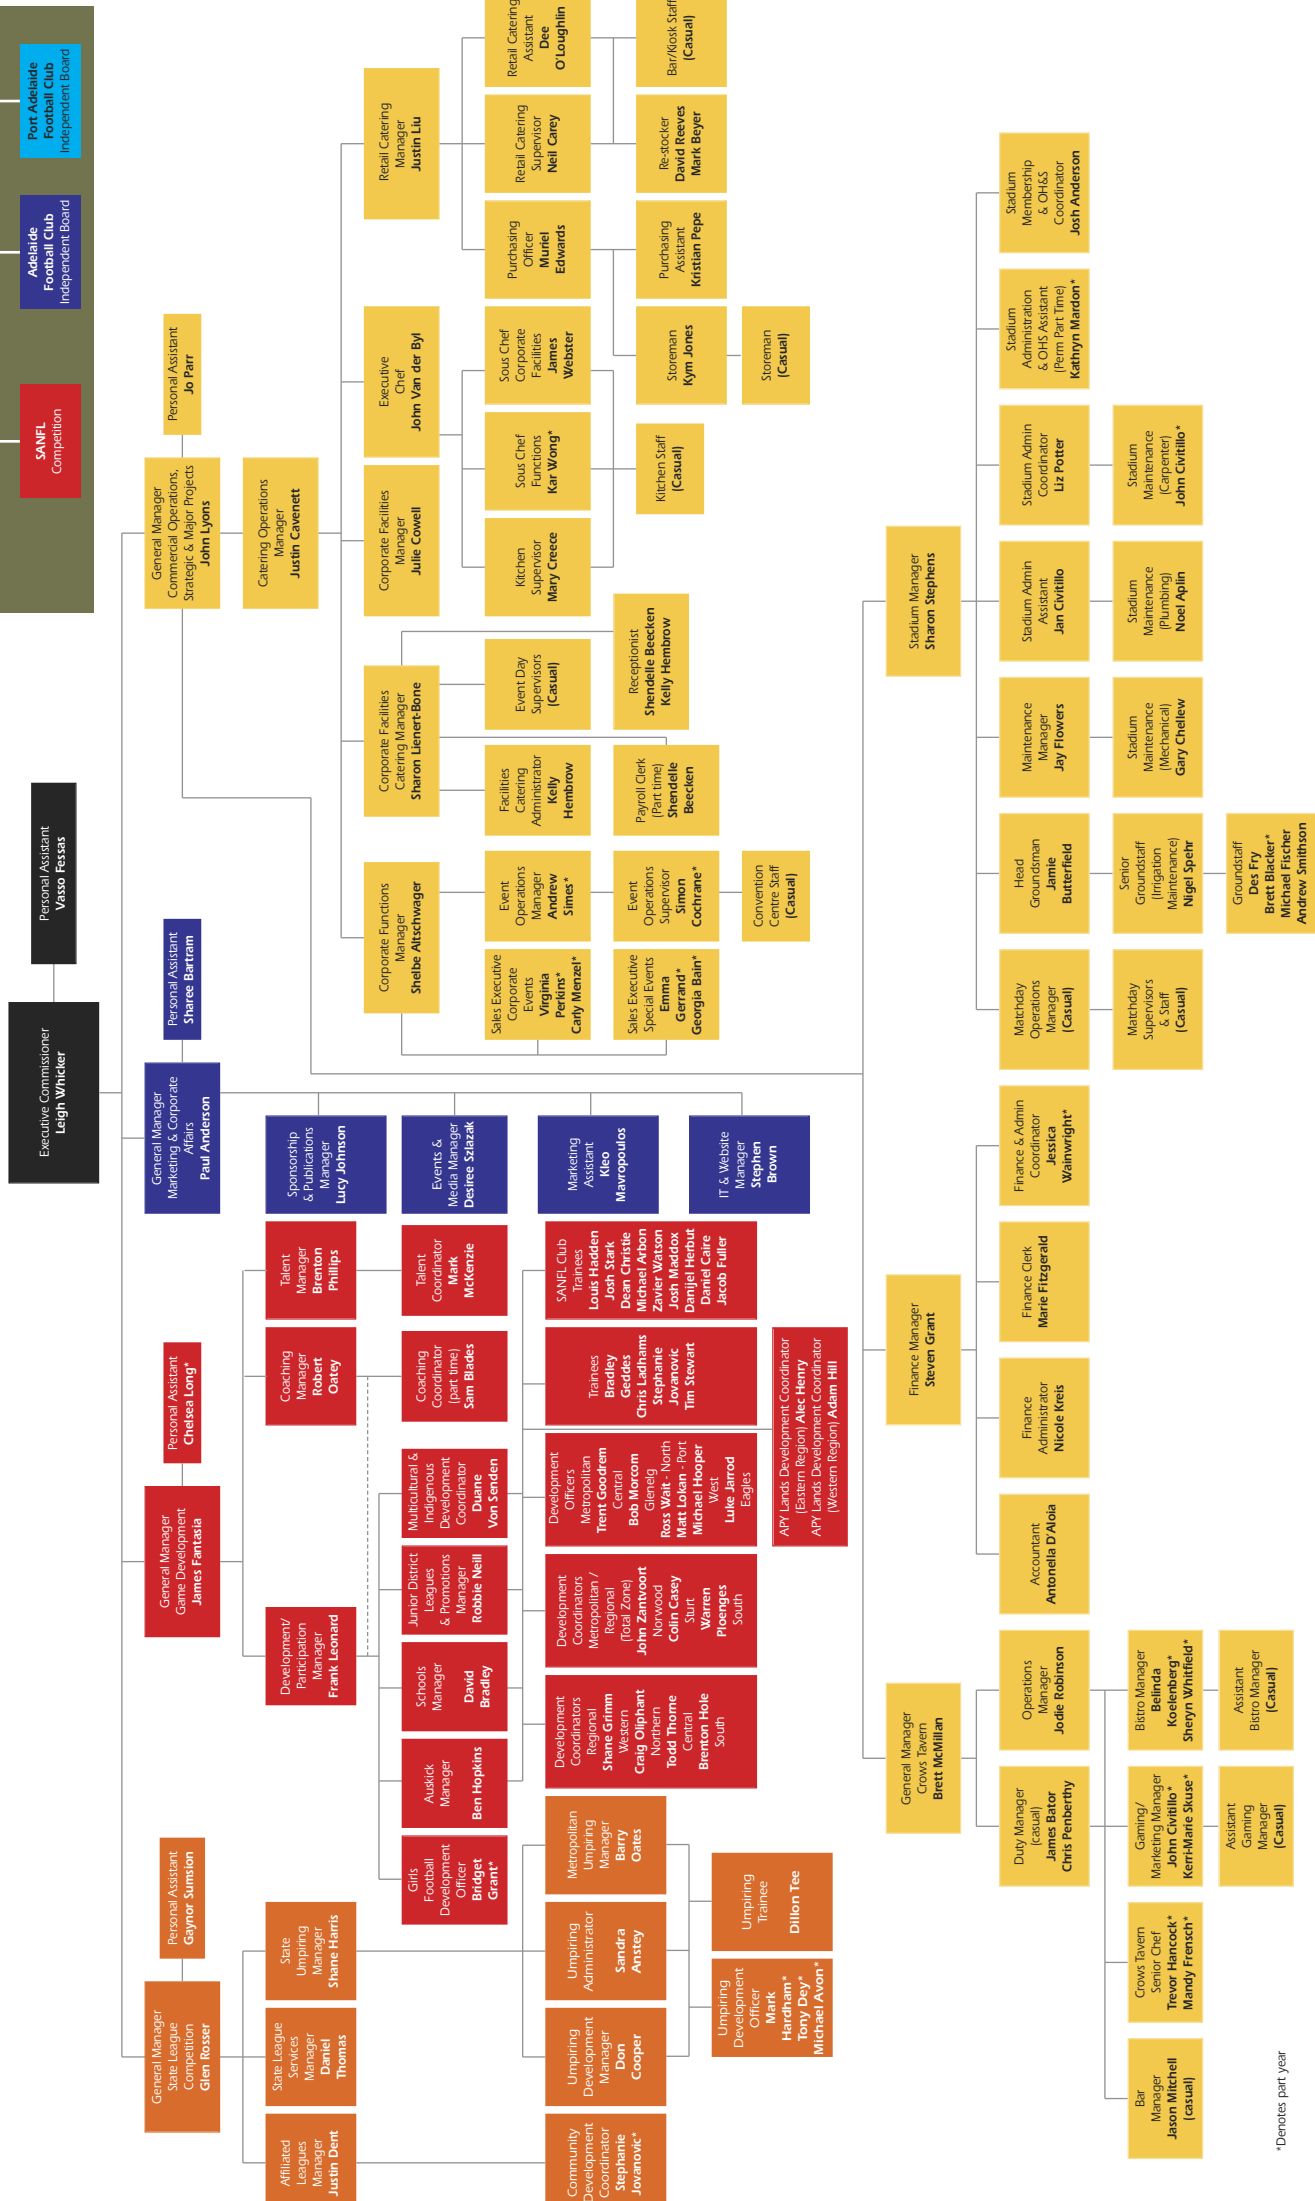 SANFL
Competition
Adelaide
Football Club
Independent Board
Port Adelaide
Football Club
Independent Board
Executive Commissioner
Leigh Whicker
Personal Assistant
Vasso Fessas
General Manager
State League
Competition
Glen Rosser
Personal Assistant
Gaynor Sumsion
General Manager
Game Development
James Fantasia
Personal Assistant
Chelsea Long*
General Manager
Marketing & Corporate
Affairs
Paul Anderson
Personal Assistant
Sharee Bartram
General Manager
Commercial Operations,
Strategic & Major Projects
John Lyons
Personal Assistant
Jo Parr
Catering Operations
Manager
Justin Cavenett
Affiliated
Leagues
Manager
Justin Dent
State League
Services
Manager
Daniel
Thomas
State
Umpiring
Manager
Shane Harris
Development/
Participation
Manager
Frank Leonard
Coaching
Manager
Robert
Oatey
Talent
Manager
Brenton
Phillips
Sponsorship
& Publications
Manager
Lucy Johnson
Corporate Functions
Manager
Shelbe Altschwager
Corporate Facilities
Catering Manager
Sharon Lienert-Bone
Corporate Facilities
Manager
Julie Cowell
Executive
Chef
John Van der Byl
Retail Catering
Manager
Justin Liu
Girls
Football
Development
Officer
Bridget
Grant*
Auskick
Manager
Ben Hopkins
Schools
Manager
David
Bradley
Junior District
Leagues
& Promotions
Manager
Robbie Neill
Multicultural &
Indigenous
Development
Coordinator
Duane
Von Senden
Coaching
Coordinator
(part time)
Sam Blades
Talent
Coordinator
Mark
McKenzie
Events &
Media Manager
Desiree Szlazak
Sales Executive
Corporate
Events
Virginia
Perkins*
Carly Menzel*
Event
Operations
Manager
Andrew
Simes*
Facilities
Catering
Administrator
Kelly
Hembrow
Event Day
Supervisors
(Casual)
Kitchen
Supervisor
Mary Creece
Sous Chef
Functions
Kar Wong*
Sous Chef
Corporate
Facilities
James
Webster
Purchasing
Officer
Muriel
Edwards
Retail Catering
Supervisor
Neil Carey
Retail Catering
Assistant
Dee
O'Loughlin
Community
Development
Coordinator
Stephanie
Jovanovic*
Umpiring
Development
Manager
Don
Cooper
Umpiring
Administrator
Sandra
Anstey
Metropolitan
Umpiring
Manager
Barry
Oates
Development
Coordinators
Regional
Shane Grimm
Western
Craig Oliphant
Northern
Todd Thorne
Central
Brenton Hole
South
Development
Coordinators
Metropolitan /
Regional
(Total Zone)
John Zantvoort
Norwood
Colin Casey
Sturt
Warren
Ploenges
South
Development
Officers
Metropolitan
Trent Goodrem
Central
Bob Morcom
Glenelg
Ross Wait - North
Matt Lokan - Port
Michael Hooper
West
Luke Jarrod
Eagles
Trainees
Bradley
Geddes
Chris Ladhams
Stephanie
Jovanovic
Tim Stewart
SANFL Club
Trainees
Louis Hadden
Josh Stark
Dean Christie
Michael Arbon
Zavier Watson
Josh Maddox
Danijel Herbut
Daniel Caire
Jacob Fuller
Marketing
Assistant
Kleo
Mavropoulos
Sales Executive
Special Events
Emma
Gerrand*
Georgia Bain*
Event
Operations
Supervisor
Simon
Cochrane*
Payroll Clerk
(Part time)
Shendelle
Beecken
Receptionist
Shendelle Beecken
Kelly Hembrow
Kitchen Staff
(Casual)
Storeman
Kym Jones
Purchasing
Assistant
Kristian Pepe
Re-stocker
David Reeves
Mark Beyer
Bar/Kiosk Staff
(Casual)
Umpiring
Development
Officer
Mark
Hardham*
Tony Dey*
Michael Avon*
Umpiring
Trainee
Dillon Tee
APY Lands Development Coordinator
(Eastern Region) Alec Henry
APY Lands Development Coordinator
(Western Region) Adam Hill
IT & Website
Manager
Stephen
Brown
Convention
Centre Staff
(Casual)
Storeman
(Casual)
General Manager
Crows Tavern
Brett McMillan
Finance Manager
Steven Grant
Stadium Manager
Sharon Stephens
Duty Manager
(casual)
James Bator
Chris Penberthy
Operations
Manager
Jodie Robinson
Accountant
Antonella D'Aloia
Finance
Administrator
Nicole Kreis
Finance Clerk
Marie Fitzgerald
Finance & Admin
Coordinator
Jessica
Wainwright*
Matchday
Operations
Manager
(Casual)
Head
Groundsman
Jamie
Butterfield
Maintenance
Manager
Jay Flowers
Stadium Admin
Assistant
Jan Civitillo
Stadium Admin
Coordinator
Liz Potter
Stadium
Administration
& OHS Assistant
(Perm Part Time)
Kathryn Mardon*
Stadium
Membership
& OH&S
Coordinator
Josh Anderson
Bar
Manager
Jason Mitchell
(casual)
Crows Tavern
Senior Chef
Trevor Hancock*
Mandy Frensch*
Gaming/
Marketing Manager
John Civitillo*
Kerri-Marie Skuse*
Bistro Manager
Belinda
Koelenberg*
Sheryn Whitfield*
Matchday
Supervisors
& Staff
(Casual)
Senior
Groundstaff
(Irrigation
Maintenance)
Nigel Spehr
Stadium
Maintenance
(Mechanical)
Gary Chellew
Stadium
Maintenance
(Plumbing)
Noel Aplin
Stadium
Maintenance
(Carpenter)
John Civitillo*
Assistant
Gaming
Manager
(Casual)
Assistant
Bistro Manager
(Casual)
Groundstaff
Des Fry
Brett Blacker*
Michael Fischer
Andrew Smithson
*Denotes part year